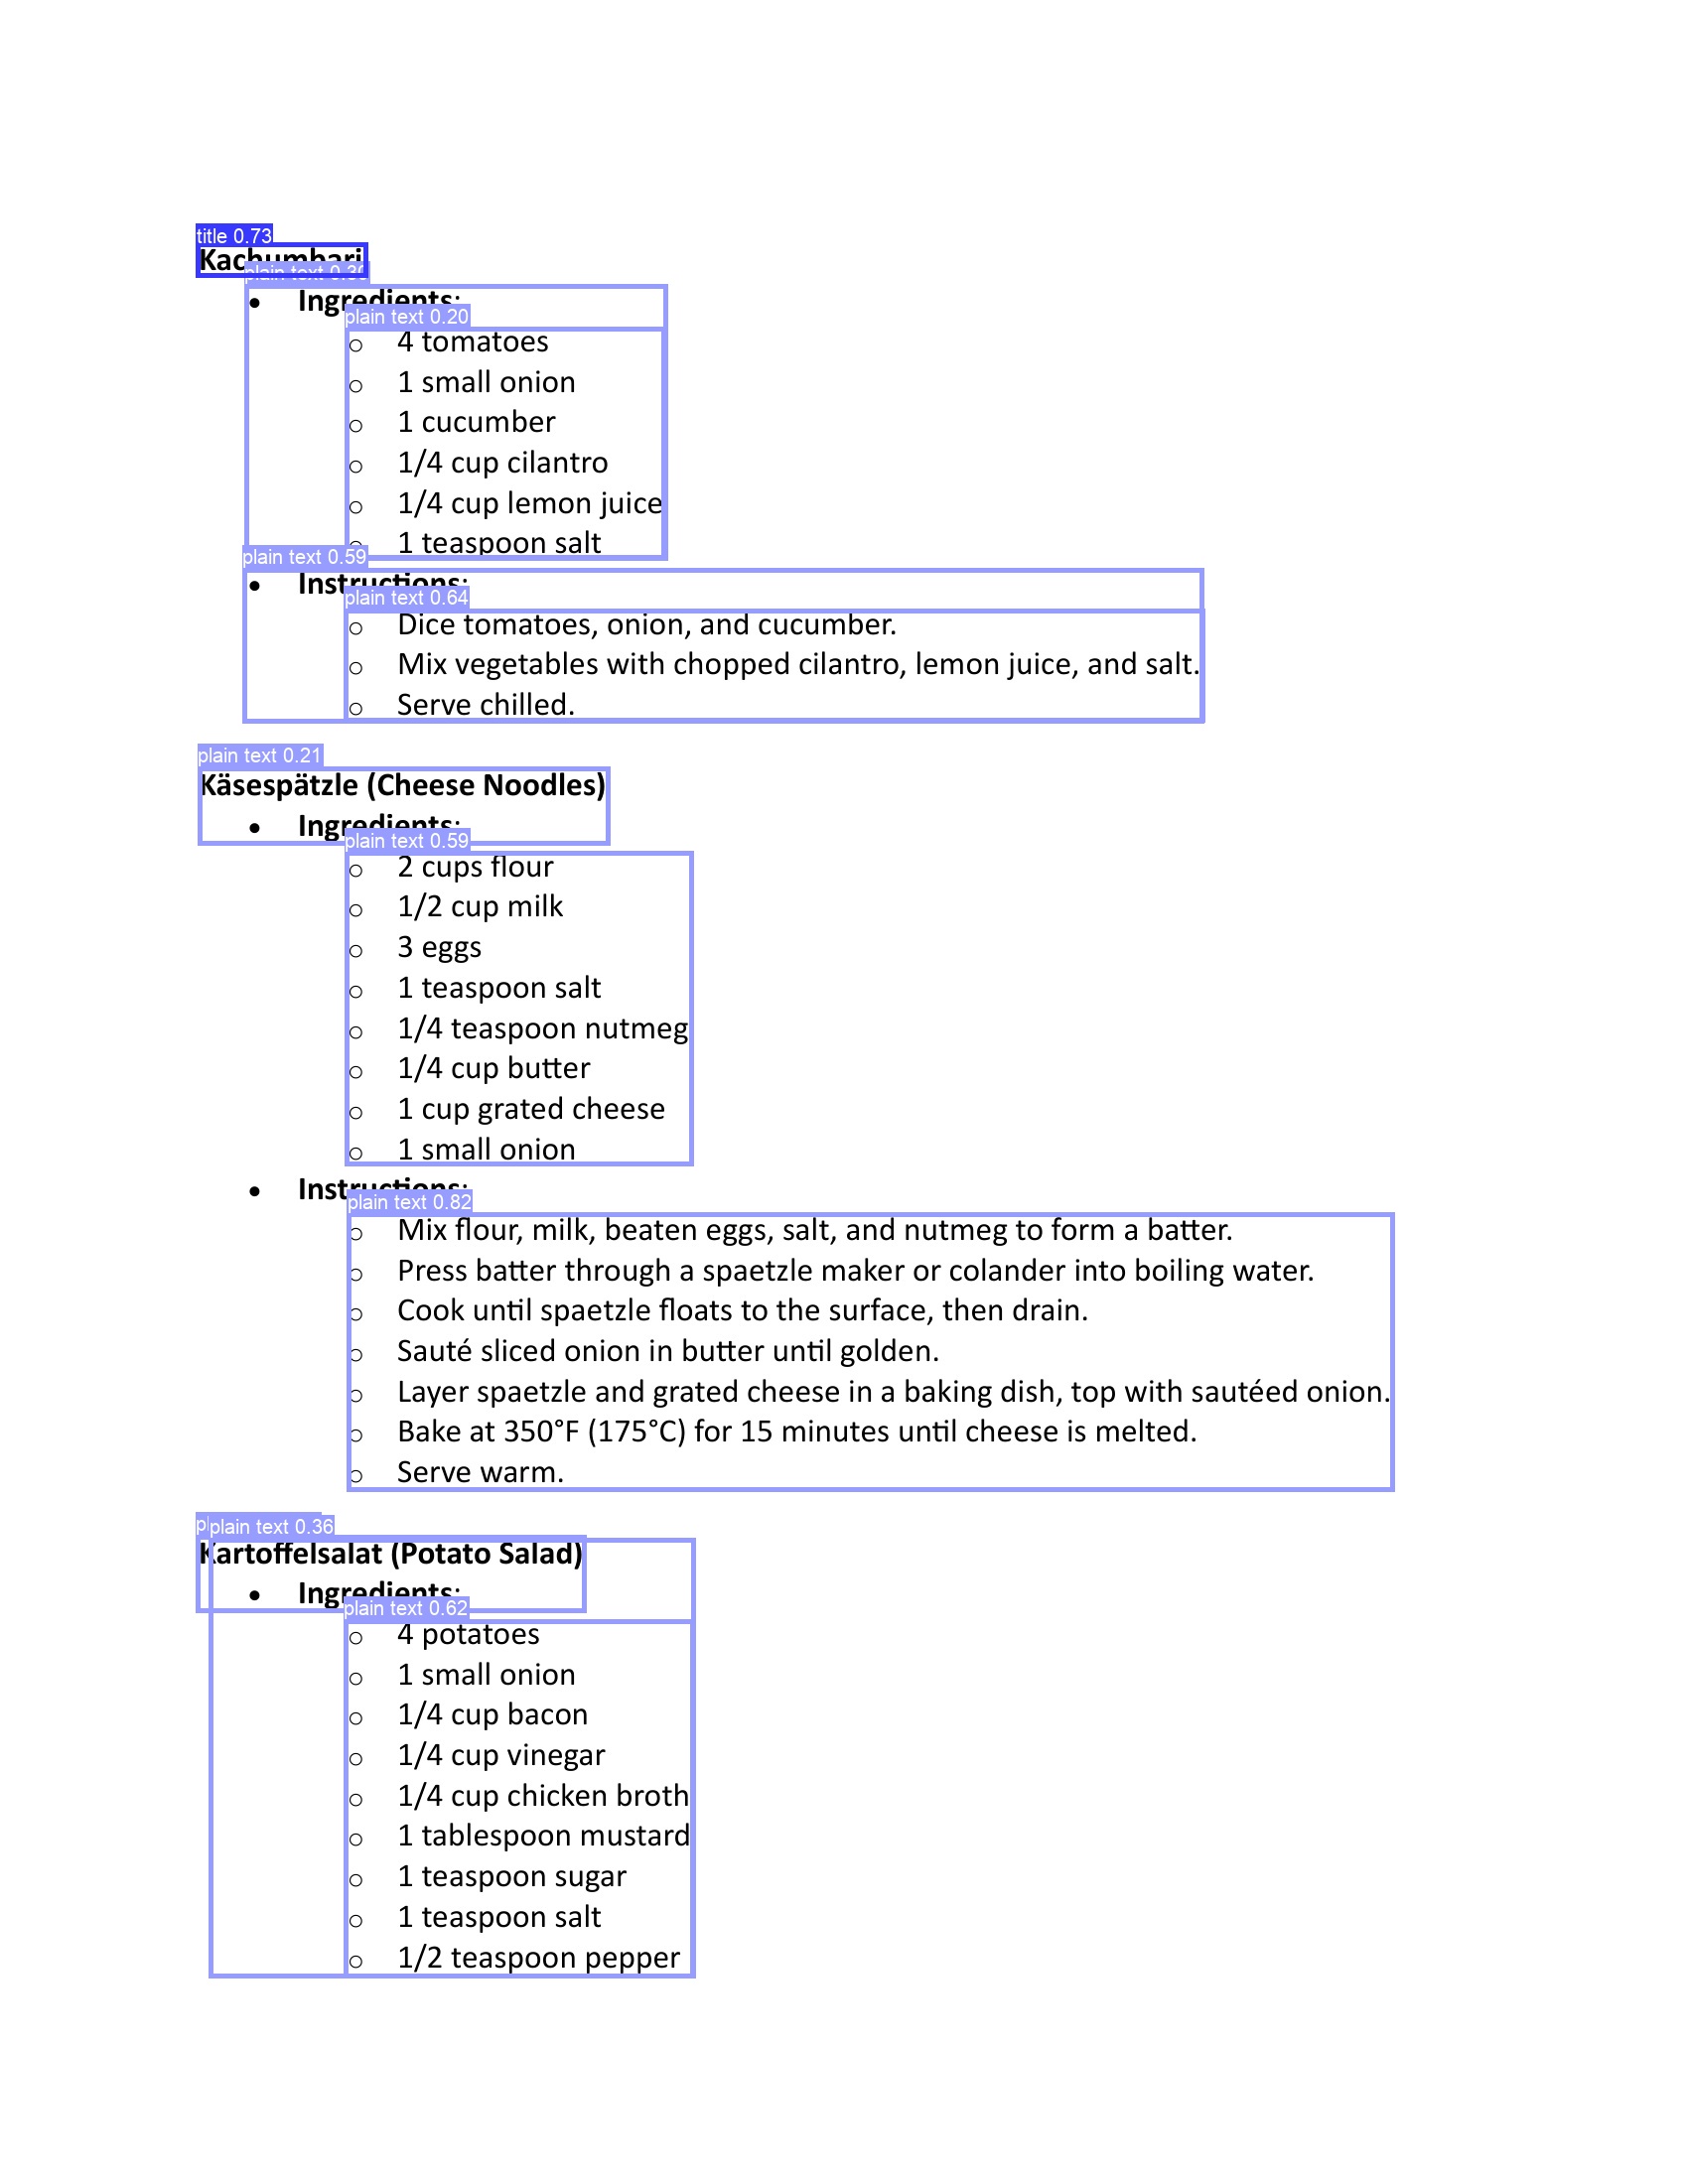 title 0.73
Kachumbari
plain text 0.30
• Ingredients:
plain text 0.20
○ 4 tomatoes
○ 1 small onion
○ 1 cucumber
○ 1/4 cup cilantro
○ 1/4 cup lemon juice
○ 1 teaspoon salt
plain text 0.59
• Instructions:
plain text 0.64
○ Dice tomatoes, onion, and cucumber.
○ Mix vegetables with chopped cilantro, lemon juice, and salt.
○ Serve chilled.
plain text 0.21
Käsespätzle (Cheese Noodles)
• Ingredients:
plain text 0.59
○ 2 cups flour
○ 1/2 cup milk
○ 3 eggs
○ 1 teaspoon salt
○ 1/4 teaspoon nutmeg
○ 1/4 cup butter
○ 1 cup grated cheese
○ 1 small onion
• Instructions:
plain text 0.82
○ Mix flour, milk, beaten eggs, salt, and nutmeg to form a batter.
○ Press batter through a spaetzle maker or colander into boiling water.
○ Cook until spaetzle floats to the surface, then drain.
○ Sauté sliced onion in butter until golden.
○ Layer spaetzle and grated cheese in a baking dish, top with sautéed onion.
○ Bake at 350°F (175°C) for 15 minutes until cheese is melted.
○ Serve warm.
plain text 0.36
Kartoffelsalat (Potato Salad)
• Ingredients:
plain text 0.62
○ 4 potatoes
○ 1 small onion
○ 1/4 cup bacon
○ 1/4 cup vinegar
○ 1/4 cup chicken broth
○ 1 tablespoon mustard
○ 1 teaspoon sugar
○ 1 teaspoon salt
○ 1/2 teaspoon pepper